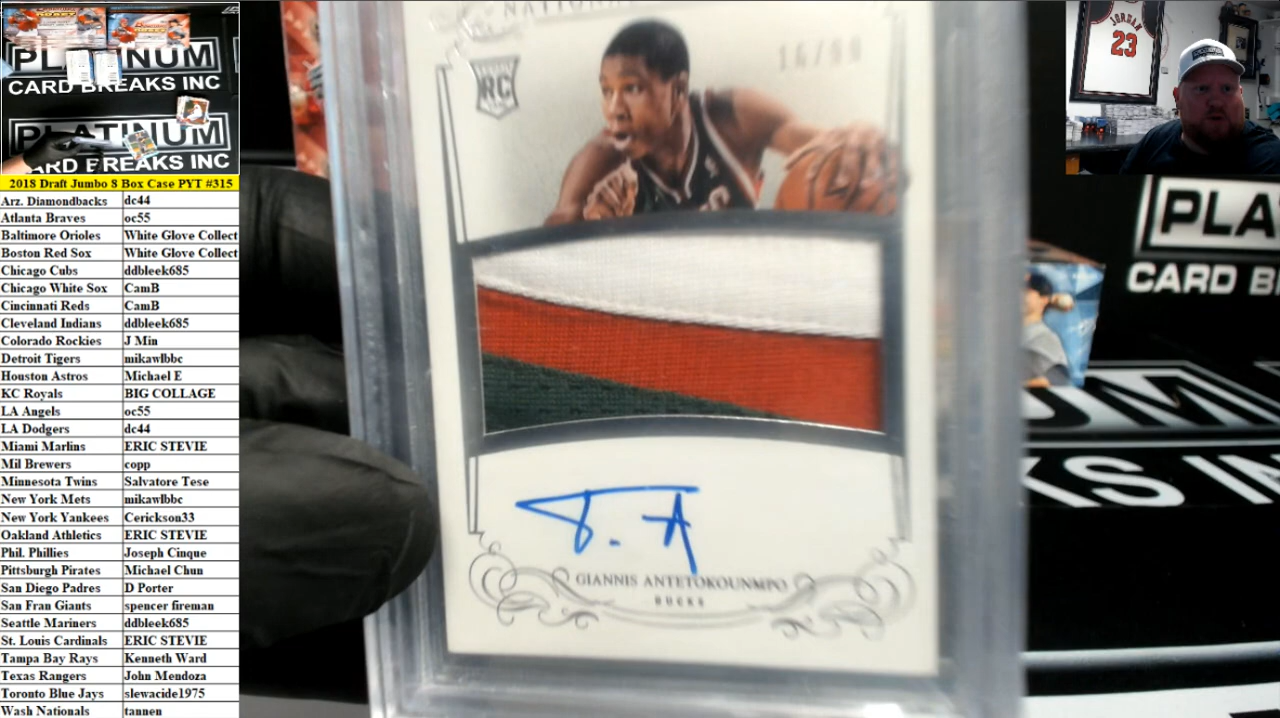 PLATINUM
CARD BREAKS INC
PLATINUM
CARD BREAKS INC
2018 Draft Jumbo 8 Box Case PYT #315
Arz. Diamondbacks dc44
Atlanta Braves oc55
Baltimore Orioles White Glove Collect
Boston Red Sox White Glove Collect
Chicago Cubs ddbleek685
Chicago White Sox CamB
Cincinnati Reds CamB
Cleveland Indians ddbleek685
Colorado Rockies J Min
Detroit Tigers mikawlbbc
Houston Astros Michael E
KC Royals BIG COLLAGE
LA Angels oc55
LA Dodgers dc44
Miami Marlins ERIC STEVIE
Mil Brewers copp
Minnesota Twins Salvatore Tese
New York Mets mikawlbbc
New York Yankees Cerickson33
Oakland Athletics ERIC STEVIE
Phil. Phillies Joseph Cinque
Pittsburgh Pirates Michael Chun
San Diego Padres D Porter
San Fran Giants spencer fireman
Seattle Mariners ddbleek685
St. Louis Cardinals ERIC STEVIE
Tampa Bay Rays Kenneth Ward
Texas Rangers John Mendoza
Toronto Blue Jays slewacide1975
Wash Nationals tannen
NATIONAL
RC
GIANNIS ANTETOKOUNMPO
BUCKS
JORDAN
23
PLA
CARD B
UM
KS IN